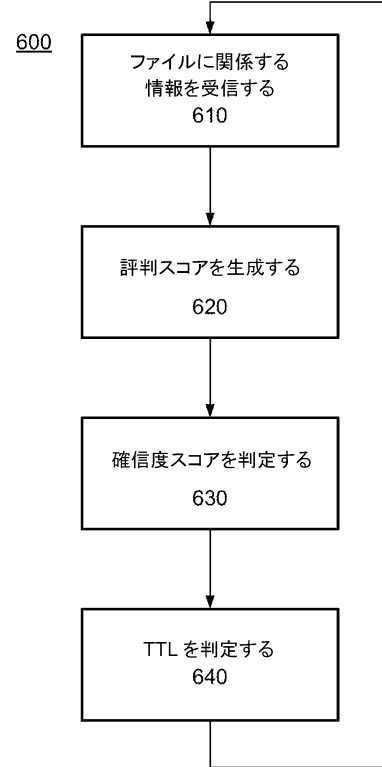 600
ファイルに関係する
情報を受信する
610
評判スコアを生成する
620
確信度スコアを判定する
630
TTL を判定する
640